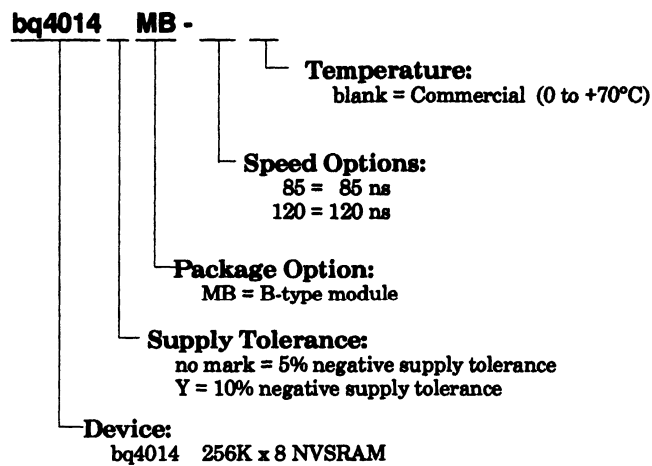 bq4014 MB -
Temperature:
blank = Commercial (0 to +70°C)
Speed Options:
85 = 85 ns
120 = 120 ns
Package Option:
MB = B-type module
Supply Tolerance:
no mark = 5% negative supply tolerance
Y = 10% negative supply tolerance
Device:
bq4014 256K x 8 NVSRAM